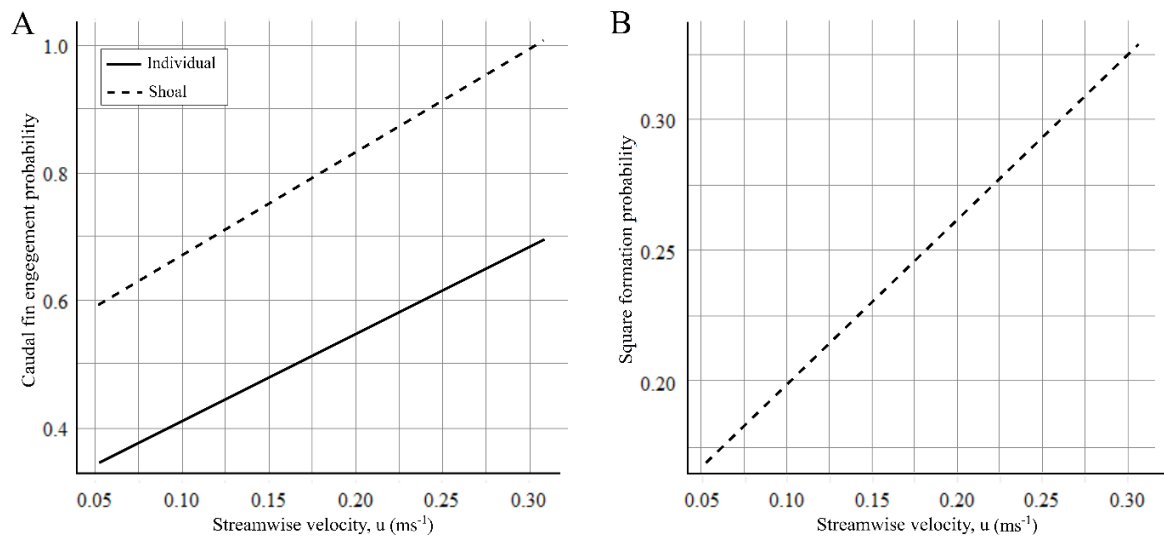 A
Caudal fin engegement probability
1.0
0.8
0.6
0.4
Individual
Shoal
0.05 0.10 0.15 0.20 0.25 0.30
Streamwise velocity, u (ms⁻¹)
B
Square formation probability
0.30
0.25
0.20
0.05 0.10 0.15 0.20 0.25 0.30
Streamwise velocity, u (ms⁻¹)